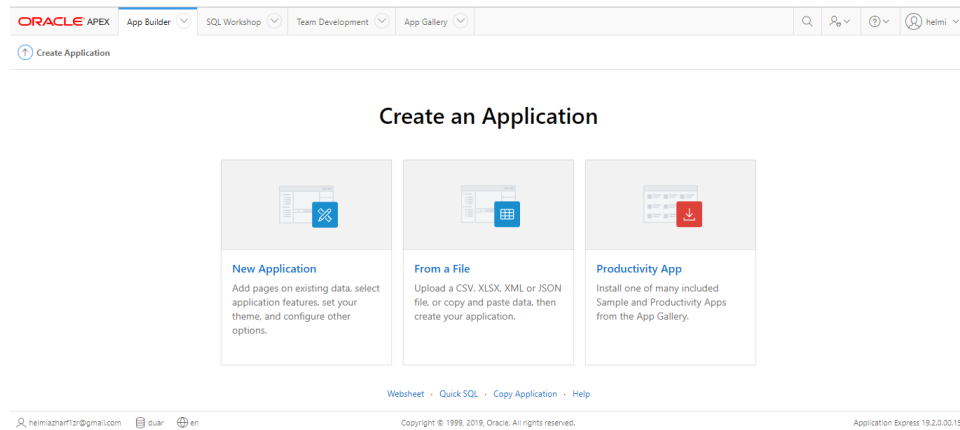 ORACLE APEX App Builder SQL Workshop Team Development App Gallery helmi
Create Application
Create an Application
New Application
Add pages on existing data, select
application features, set your
theme, and configure other
options.
From a File
Upload a CSV, XLSX, XML or JSON
file, or copy and paste data, then
create your application.
Productivity App
Install one of many included
Sample and Productivity Apps
from the App Gallery.
Websheet · Quick SQL · Copy Application · Help
helmiazharf1zr@gmail.com duar en Copyright © 1999, 2019, Oracle. All rights reserved. Application Express 19.2.0.00.15